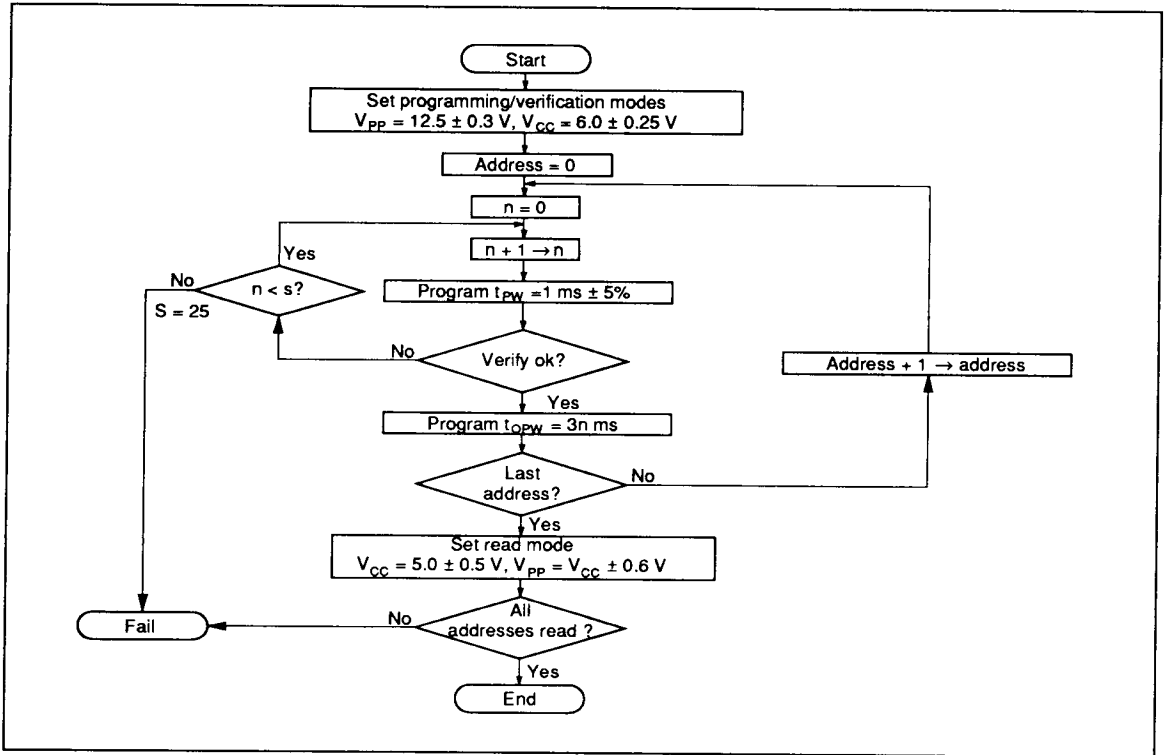 Start
Set programming/verification modes
V_PP = 12.5 ± 0.3 V, V_CC = 6.0 ± 0.25 V
Address = 0
n = 0
n + 1 → n
Yes
No
n < s?
S = 25
Program t_PW =1 ms ± 5%
No
Verify ok?
Address + 1 → address
Yes
Program t_OPW = 3n ms
Last
address?
No
Yes
Set read mode
V_CC = 5.0 ± 0.5 V, V_PP = V_CC ± 0.6 V
All
addresses read ?
No
Fail
Yes
End